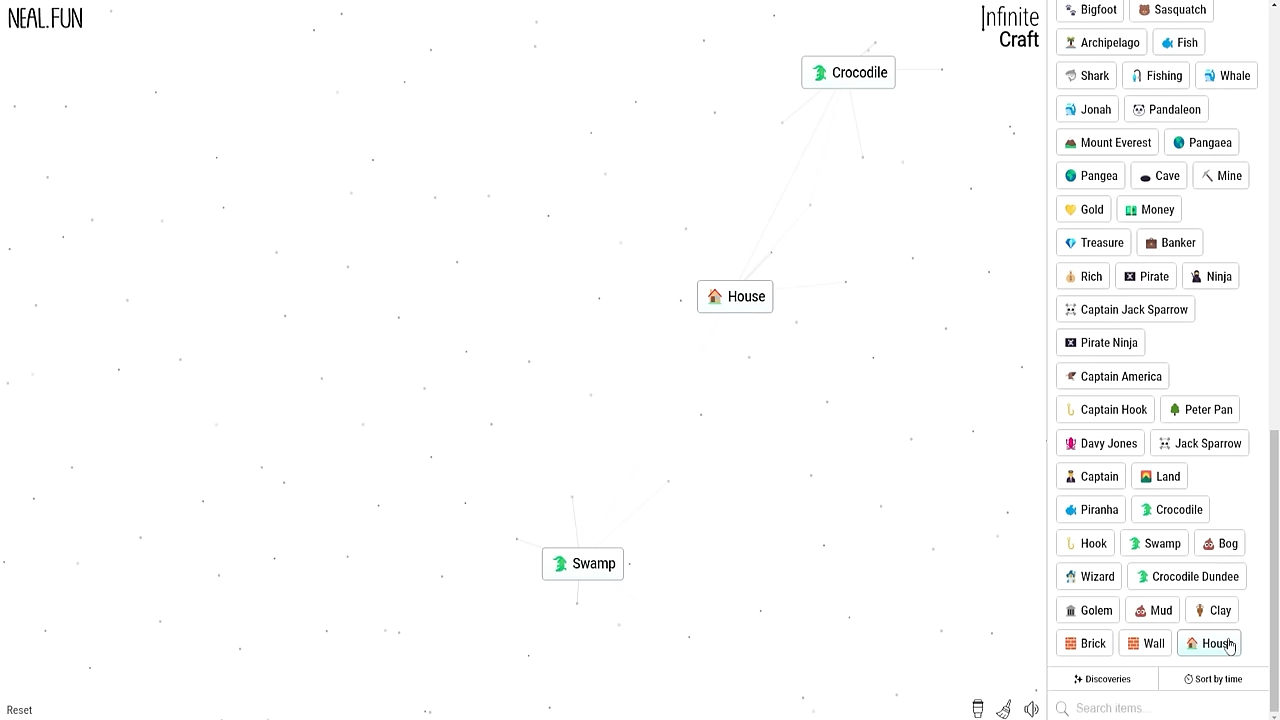 NEAL.FUN
Infinite
Craft
Crocodile
House
Swamp
Reset
Bigfoot Sasquatch
Archipelago Fish
Shark Fishing Whale
Jonah Pandaleon
Mount Everest Pangaea
Pangea Cave Mine
Gold Money
Treasure Banker
Rich Pirate Ninja
Captain Jack Sparrow
Pirate Ninja
Captain America
Captain Hook Peter Pan
Davy Jones Jack Sparrow
Captain Land
Piranha Crocodile
Hook Swamp Bog
Wizard Crocodile Dundee
Golem Mud Clay
Brick Wall House
Discoveries Sort by time
Search items...